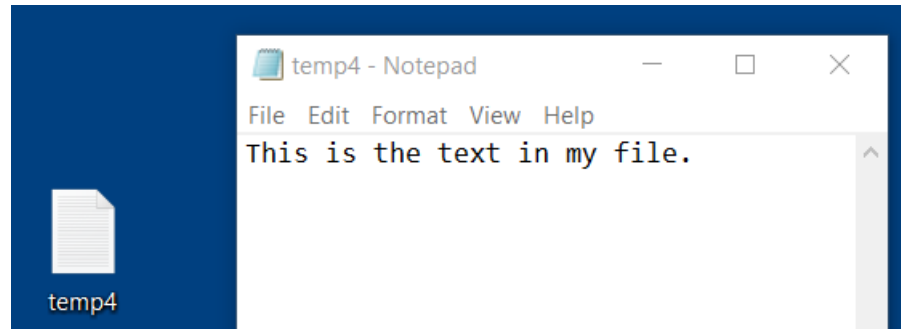 temp4 - Notepad
File Edit Format View Help
This is the text in my file.
temp4